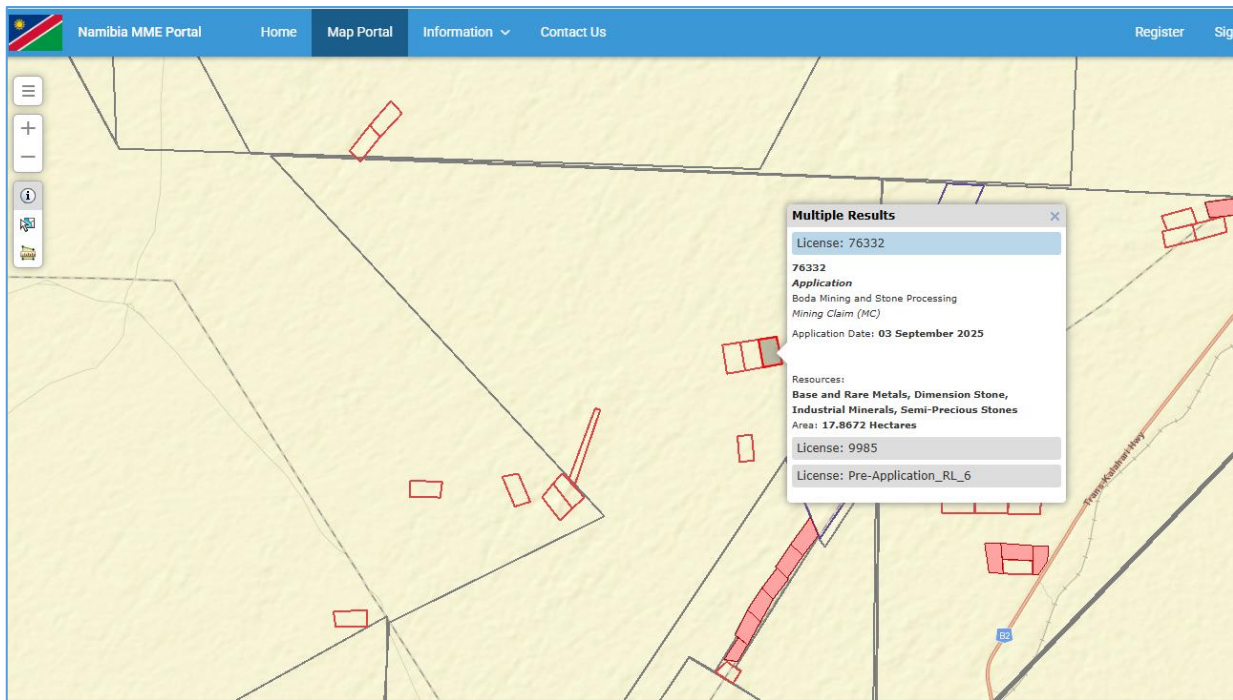 Namibia MME Portal Home Map Portal Information Contact Us Register Sig
Multiple Results
License: 76332
76332
Application
Boda Mining and Stone Processing
Mining Claim (MC)
Application Date: 03 September 2025
Resources:
Base and Rare Metals, Dimension Stone,
Industrial Minerals, Semi-Precious Stones
Area: 17.8672 Hectares
License: 9985
License: Pre-Application_RL_6
Trans-Kalahari Hwy
B2